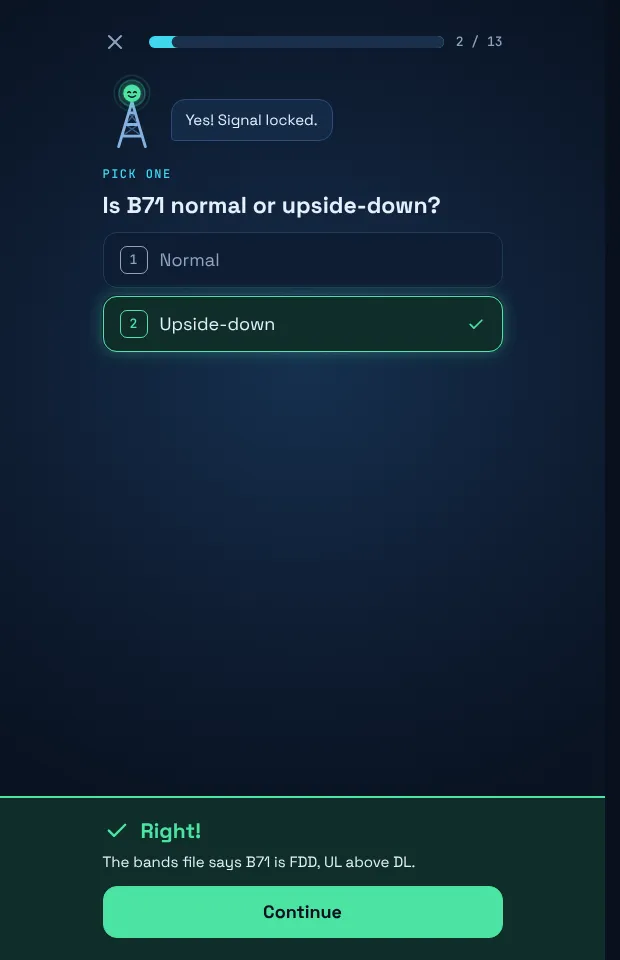 2 / 13
Yes! Signal locked.
PICK ONE
Is B71 normal or upside-down?
1 Normal
2 Upside-down
Right!
The bands file says B71 is FDD, UL above DL.
Continue